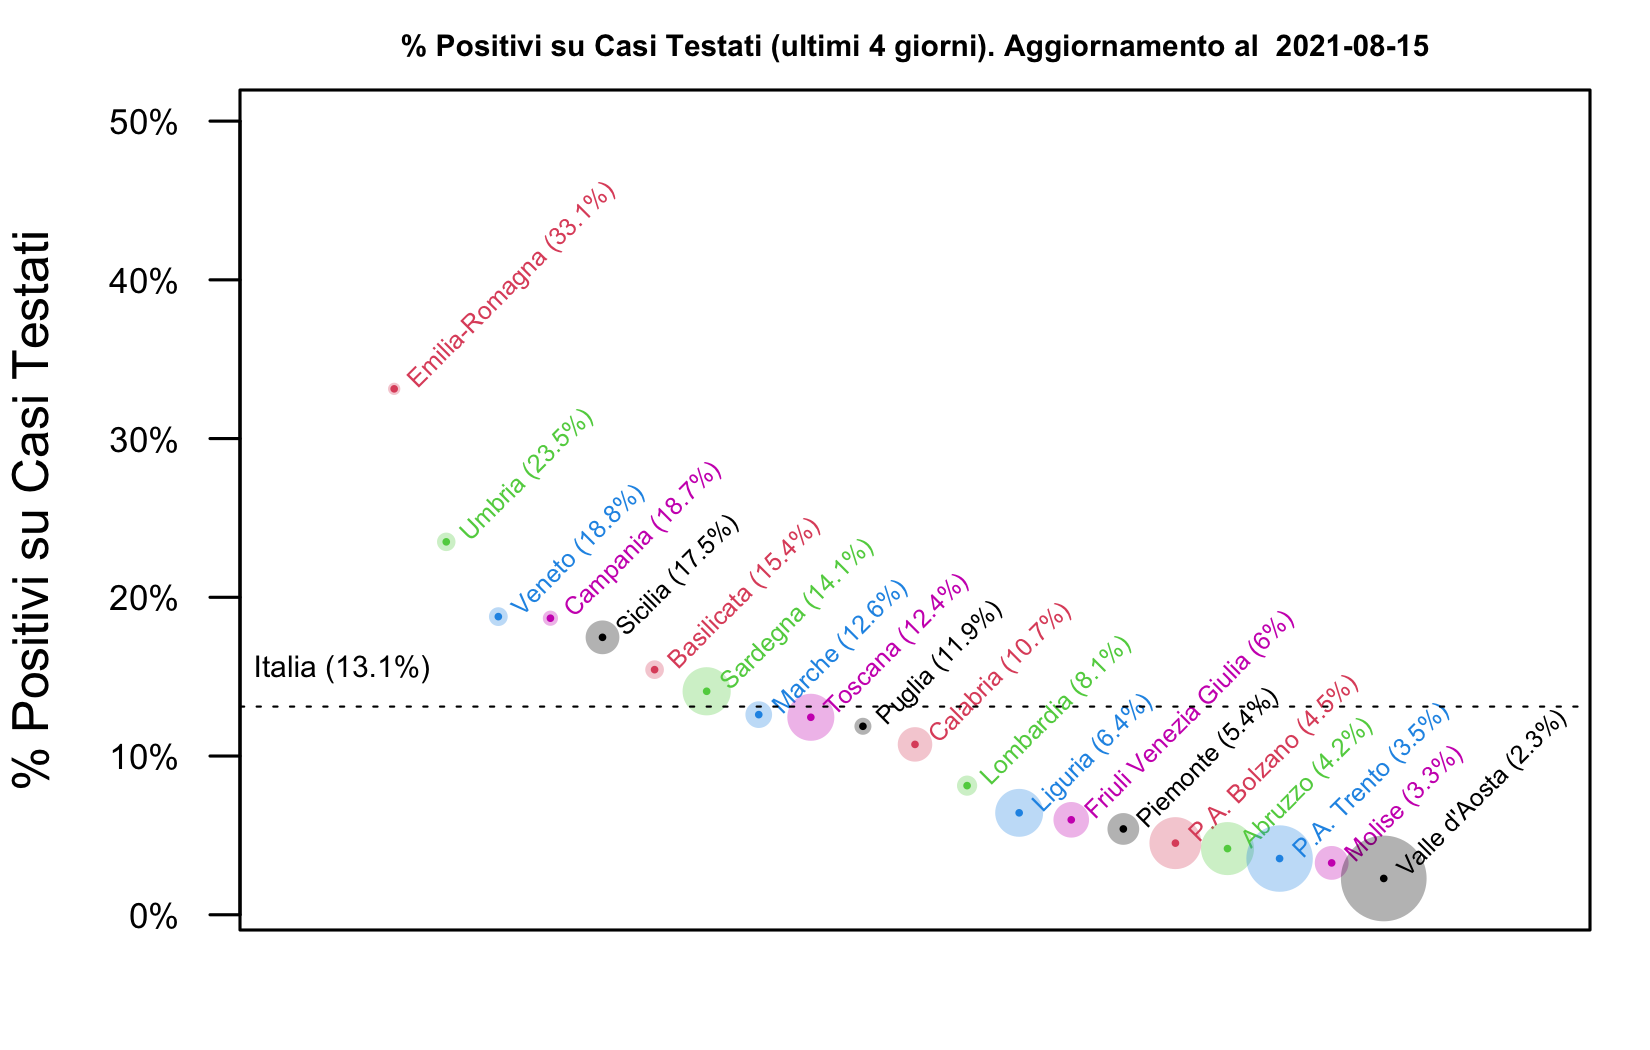 % Positivi su Casi Testati (ultimi 4 giorni). Aggiornamento al  2021-08-15
% Positivi su Casi Testati
50%
40%
30%
20%
10%
0%
Italia (13.1%)
Emilia-Romagna (33.1%)
Umbria (23.5%)
Veneto (18.8%)
Campania (18.7%)
Sicilia (17.5%)
Basilicata (15.4%)
Sardegna (14.1%)
Marche (12.6%)
Toscana (12.4%)
Puglia (11.9%)
Calabria (10.7%)
Lombardia (8.1%)
Liguria (6.4%)
Friuli Venezia Giulia (6%)
Piemonte (5.4%)
P.A. Bolzano (4.5%)
Abruzzo (4.2%)
P.A. Trento (3.5%)
Molise (3.3%)
Valle d'Aosta (2.3%)